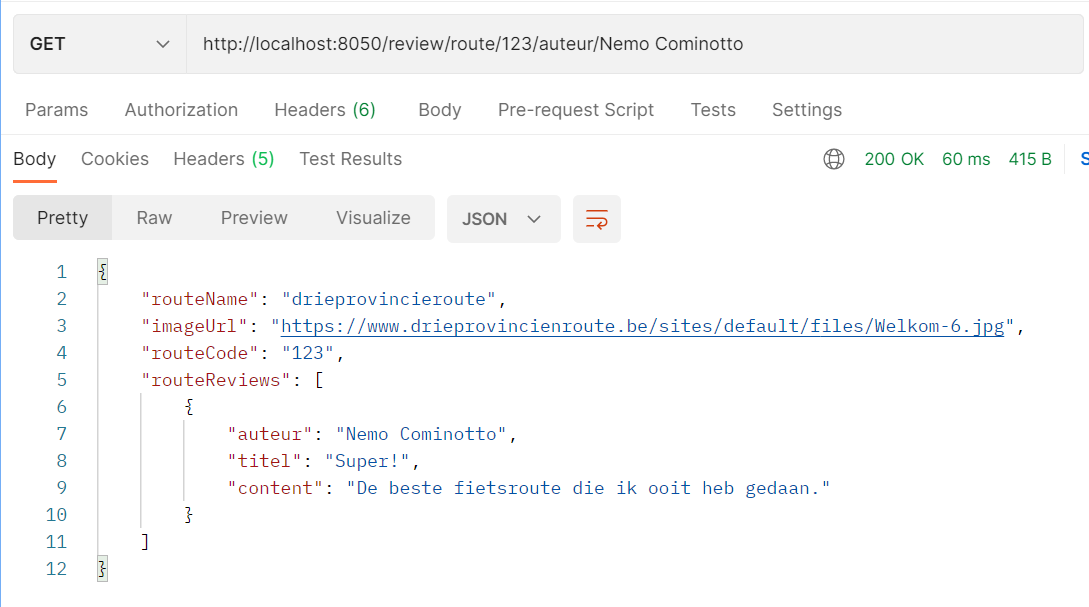 GET http://localhost:8050/review/route/123/auteur/Nemo Cominotto
Params Authorization Headers (6) Body Pre-request Script Tests Settings
Body Cookies Headers (5) Test Results 200 OK 60 ms 415 B
Pretty Raw Preview Visualize JSON
1 {
2 "routeName": "drieprovincieroute",
3 "imageUrl": "https://www.drieprovincienroute.be/sites/default/files/Welkom-6.jpg",
4 "routeCode": "123",
5 "routeReviews": [
6 {
7 "auteur": "Nemo Cominotto",
8 "titel": "Super!",
9 "content": "De beste fietsroute die ik ooit heb gedaan."
10 }
11 ]
12 }